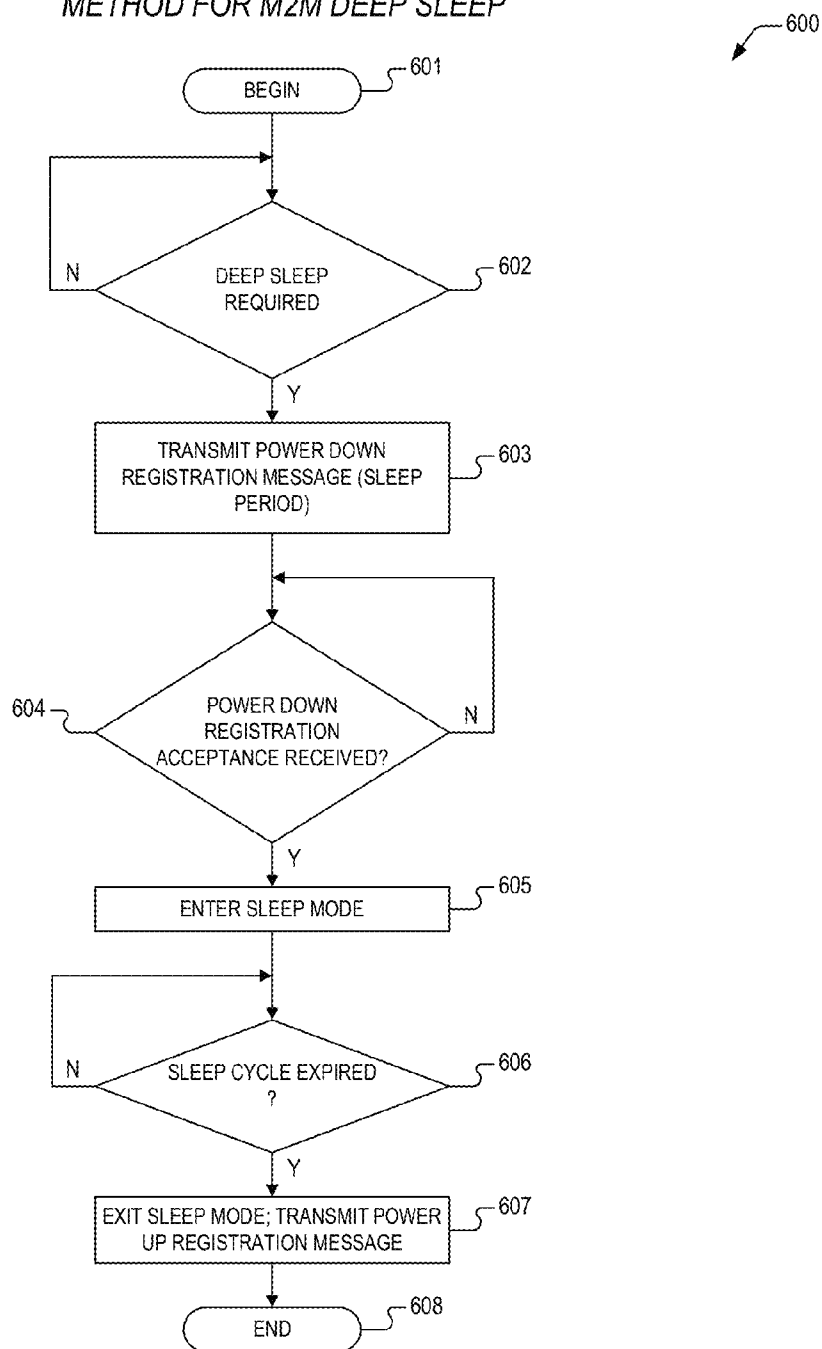 METHOD FOR M2M DEEP SLEEP
600
BEGIN
601
DEEP SLEEP
REQUIRED
602
N
Y
TRANSMIT POWER DOWN
REGISTRATION MESSAGE (SLEEP
PERIOD)
603
604
POWER DOWN
REGISTRATION
ACCEPTANCE RECEIVED?
N
Y
ENTER SLEEP MODE
605
N
SLEEP CYCLE EXPIRED
?
606
Y
EXIT SLEEP MODE; TRANSMIT POWER
UP REGISTRATION MESSAGE
607
END
608